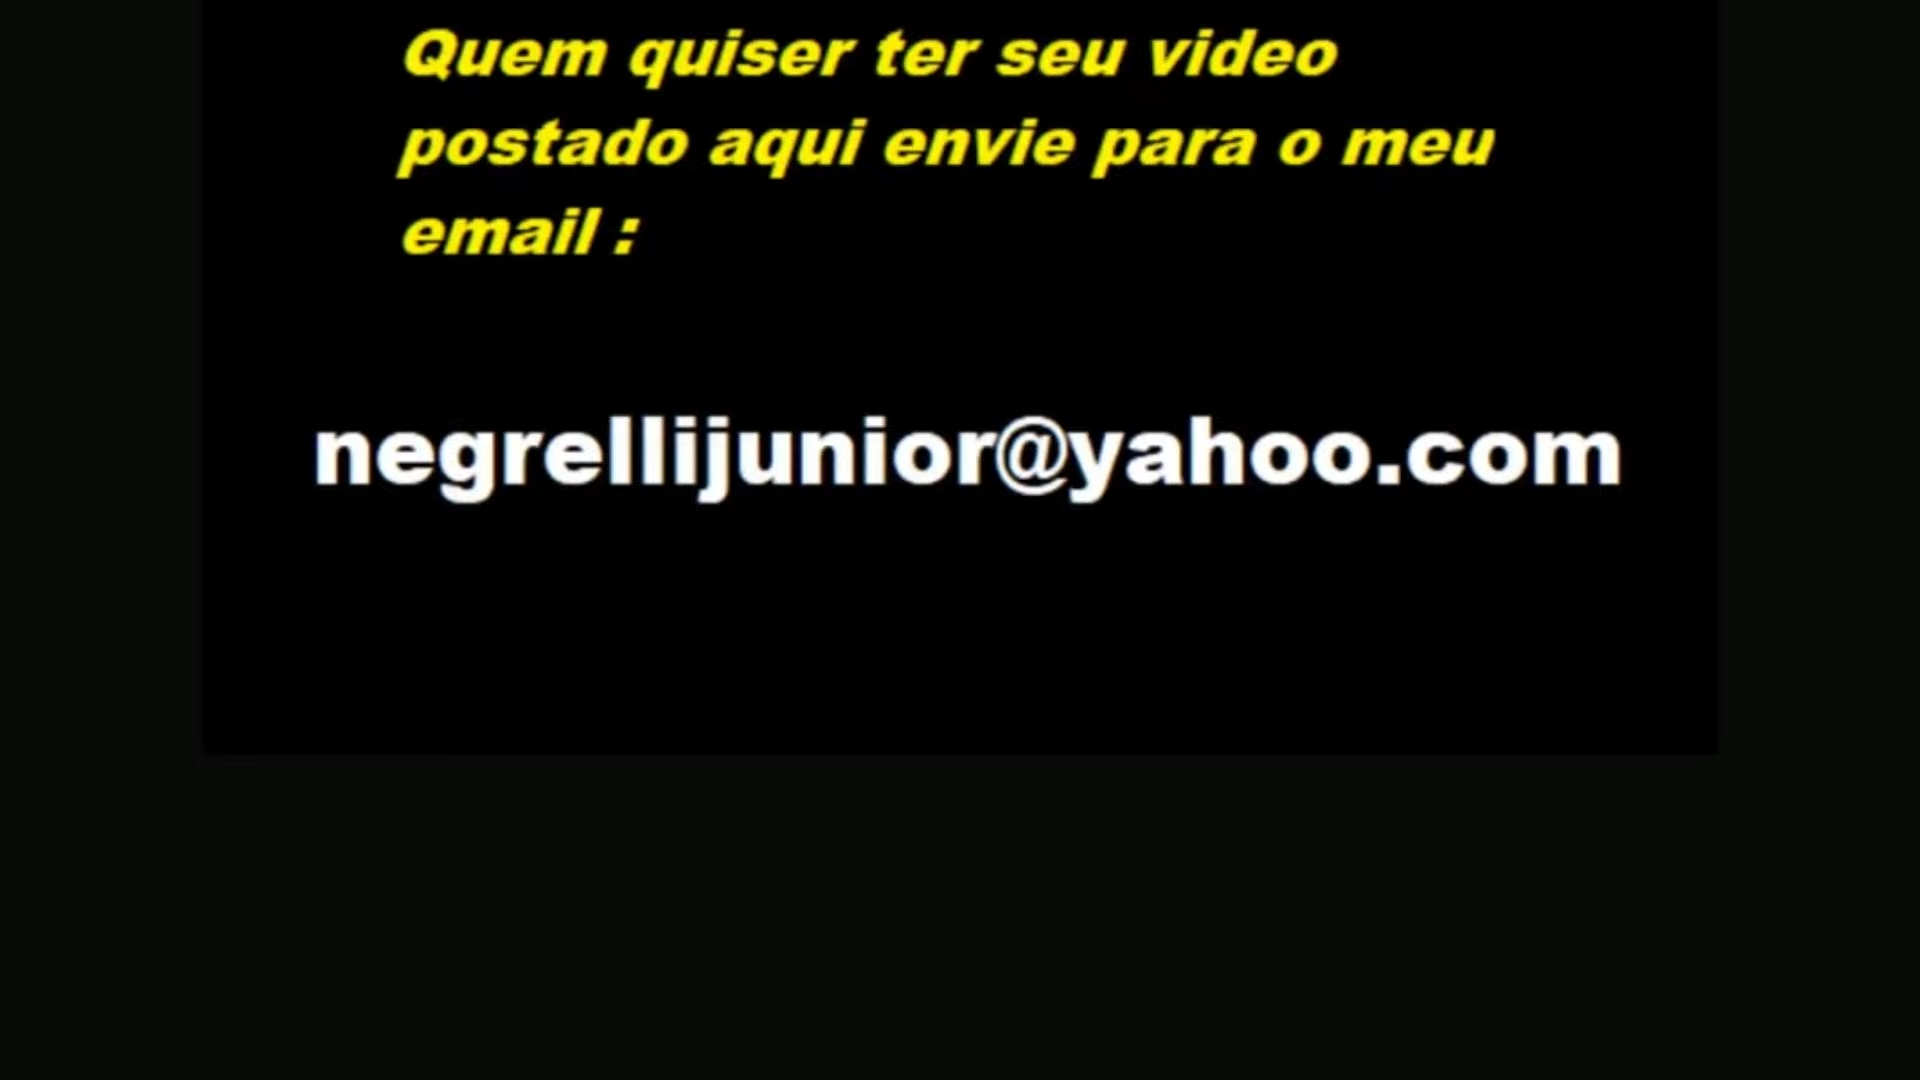 Quem quiser ter seu video
postado aqui envie para o meu
email :
negrellijunior@yahoo.com